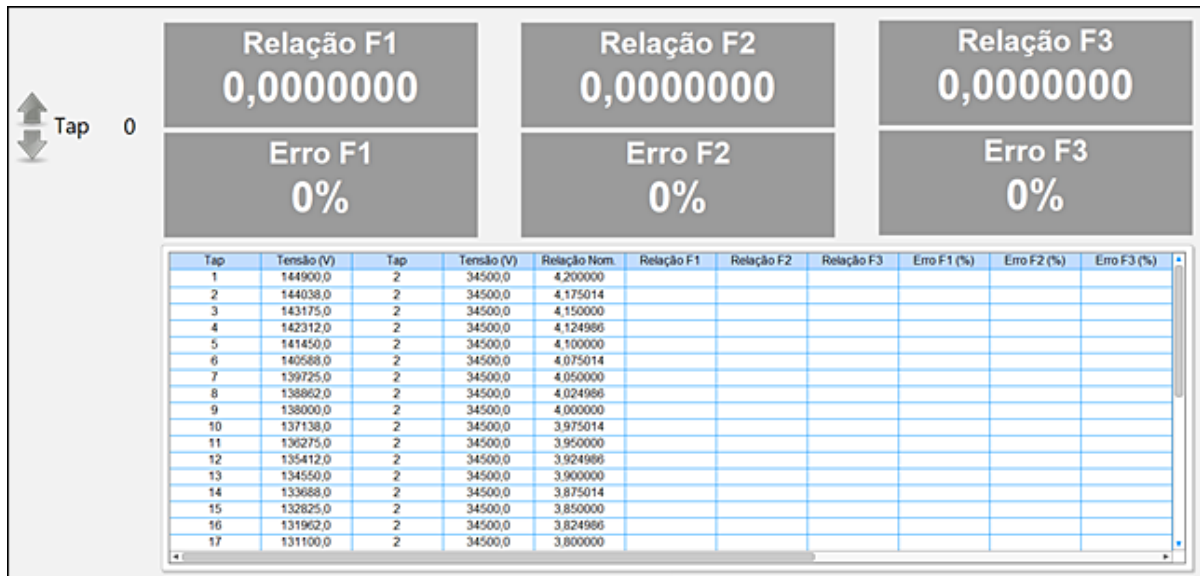 Relação F1 Relação F2 Relação F3
0,0000000 0,0000000 0,0000000
Tap 0
Erro F1 Erro F2 Erro F3
0% 0% 0%
Tap Tensão (V) Tap Tensão (V) Relação Nom. Relação F1 Relação F2 Relação F3 Erro F1 (%) Erro F2 (%) Erro F3 (%)
1 144900,0 2 34500,0 4,200000
2 144038,0 2 34500,0 4,175014
3 143175,0 2 34500,0 4,150000
4 142312,0 2 34500,0 4,124986
5 141450,0 2 34500,0 4,100000
6 140588,0 2 34500,0 4,075014
7 139725,0 2 34500,0 4,050000
8 138862,0 2 34500,0 4,024986
9 138000,0 2 34500,0 4,000000
10 137138,0 2 34500,0 3,975014
11 136275,0 2 34500,0 3,950000
12 135412,0 2 34500,0 3,924986
13 134550,0 2 34500,0 3,900000
14 133688,0 2 34500,0 3,875014
15 132825,0 2 34500,0 3,850000
16 131962,0 2 34500,0 3,824986
17 131100,0 2 34500,0 3,800000